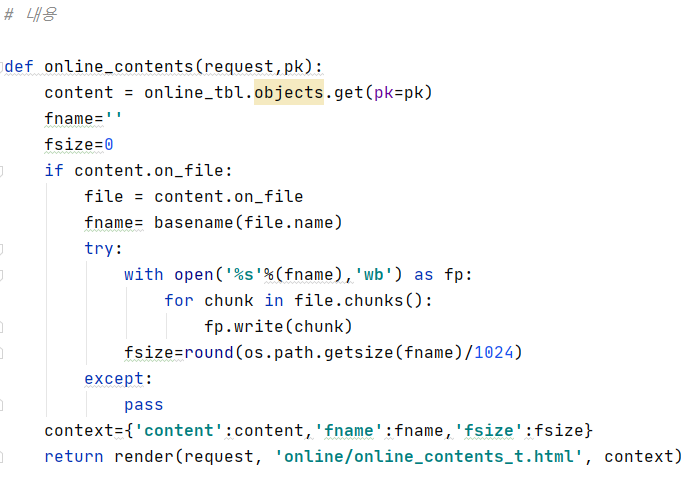 # 내용
def online_contents(request,pk):
    content = online_tbl.objects.get(pk=pk)
    fname=''
    fsize=0
    if content.on_file:
        file = content.on_file
        fname= basename(file.name)
        try:
            with open('%s'%(fname),'wb') as fp:
                for chunk in file.chunks():
                    fp.write(chunk)
            fsize=round(os.path.getsize(fname)/1024)
        except:
            pass
    context={'content':content,'fname':fname,'fsize':fsize}
    return render(request, 'online/online_contents_t.html', context)